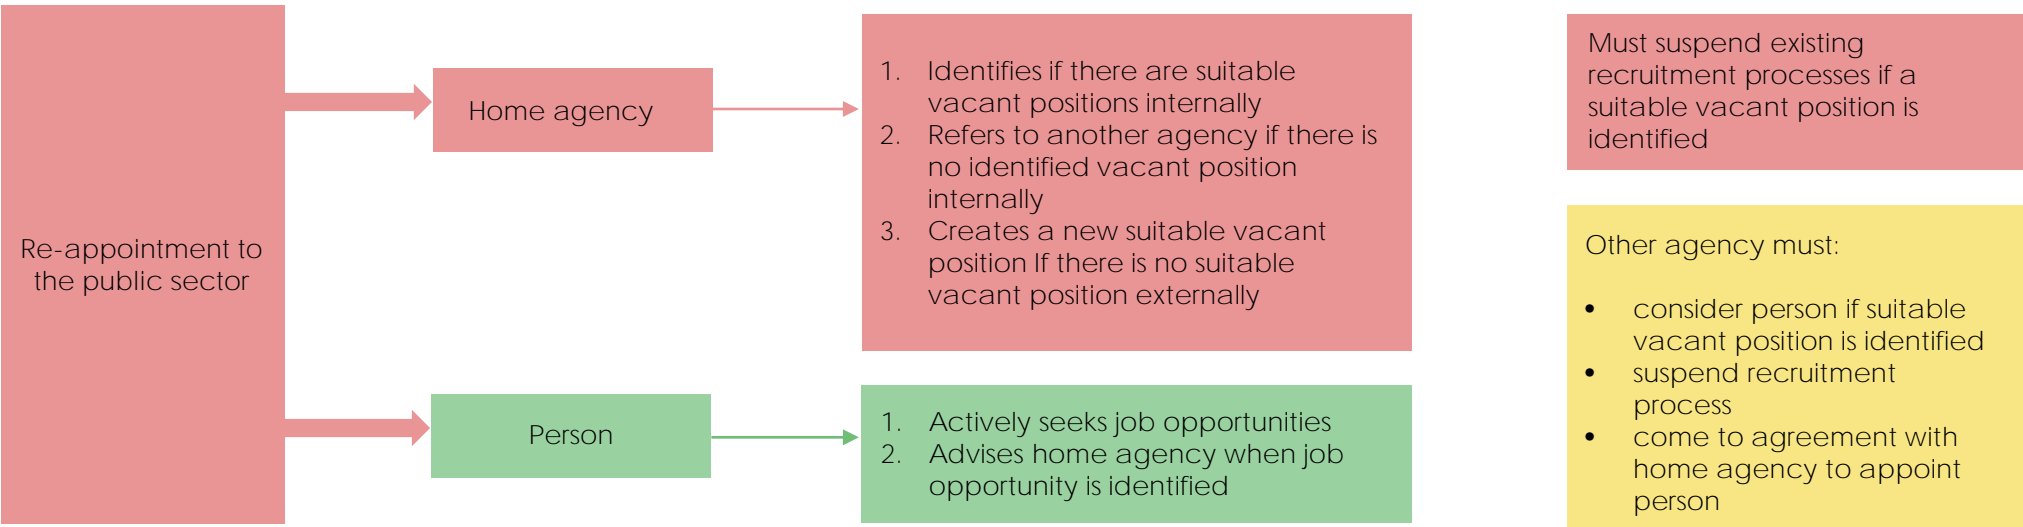 Re-appointment to
the public sector
Home agency
1. Identifies if there are suitable
vacant positions internally
2. Refers to another agency if there is
no identified vacant position
internally
3. Creates a new suitable vacant
position If there is no suitable
vacant position externally
Must suspend existing
recruitment processes if a
suitable vacant position is
identified
Person
1. Actively seeks job opportunities
2. Advises home agency when job
opportunity is identified
Other agency must:
• consider person if suitable
vacant position is identified
• suspend recruitment
process
• come to agreement with
home agency to appoint
person